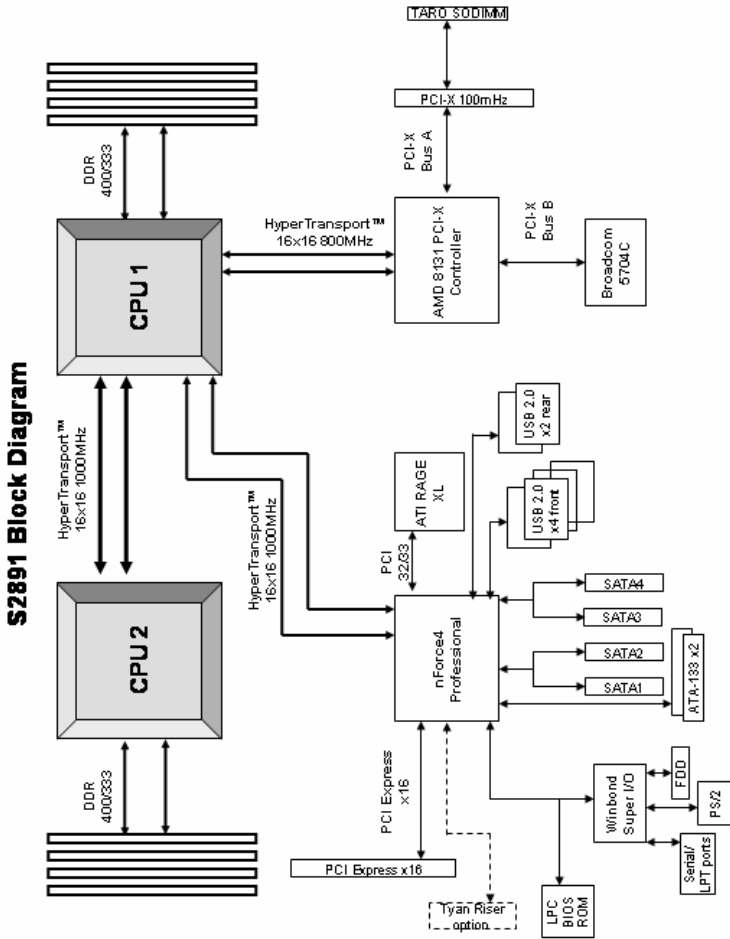 S2891 Block Diagram
DDR
400/333
CPU 2
HyperTransport™
16x16 1000MHz
CPU 1
DDR
400/333
HyperTransport™
16x16 1000MHz
HyperTransport™
16x16 800MHz
PCI Express
x16
PCI Express x16
Tyan Riser
option
nForce4
Professional
PCI
32/33
ATI RAGE
XL
AMD 8131 PCI-X
Controller
PCI-X
Bus A
PCI-X 100mHz
TARO SODIMM
PCI-X
Bus B
Broadcom
5704C
USB 2.0
x2 rear
USB 2.0
x4 front
SATA4
SATA3
SATA2
SATA1
ATA-133 x2
LPC
BIOS
ROM
Winbond
Super I/O
FDD
PS/2
Serial/
LPT ports